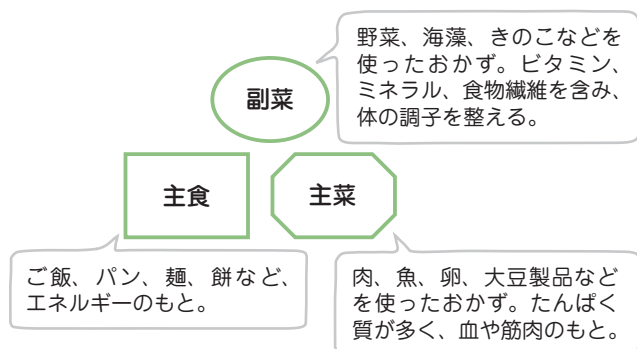 野菜、海藻、きのこなどを
使ったおかず。ビタミン、
ミネラル、食物繊維を含み、
体の調子を整える。
副菜
主食
主菜
ご飯、パン、麺、餅など、
エネルギーのもと。
肉、魚、卵、大豆製品など
を使ったおかず。たんぱく
質が多く、血や筋肉のもと。